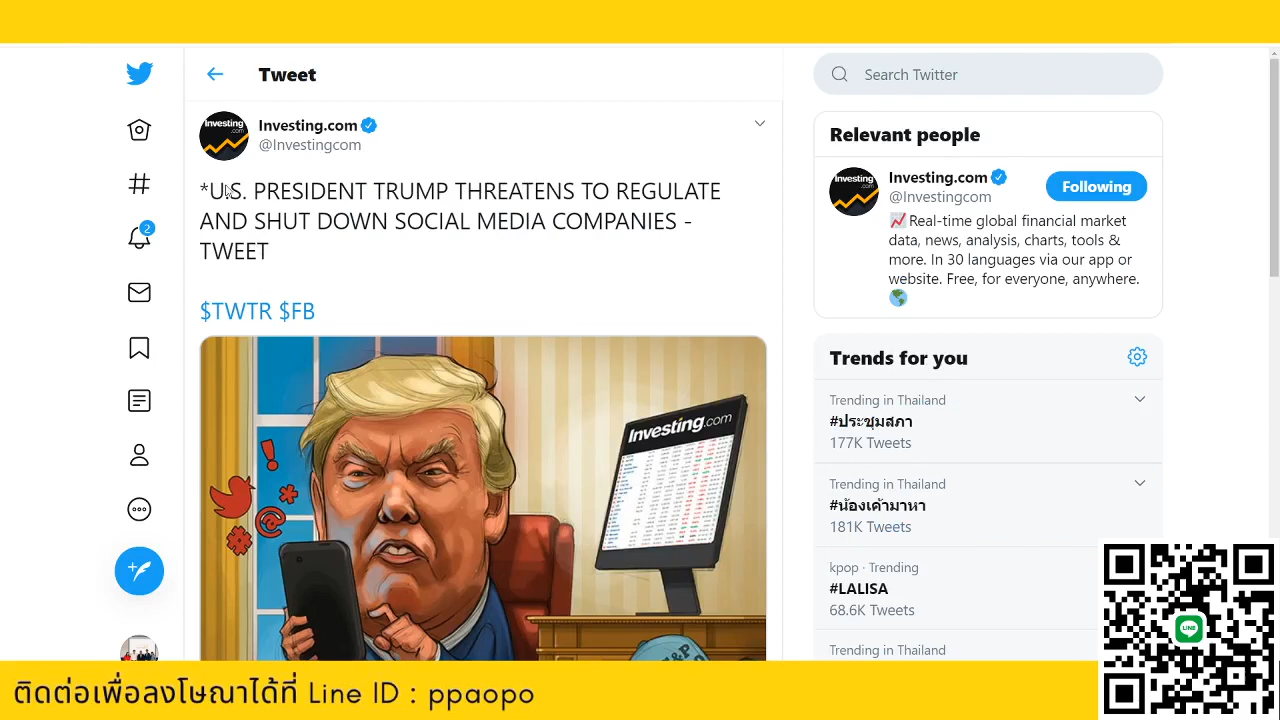 Tweet
Investing.com
@Investingcom
*U.S. PRESIDENT TRUMP THREATENS TO REGULATE
AND SHUT DOWN SOCIAL MEDIA COMPANIES -
TWEET
$TWTR $FB
Investing.com
Search Twitter
Relevant people
Investing.com
@Investingcom
Following
Real-time global financial market
data, news, analysis, charts, tools &
more. In 30 languages via our app or
website. Free, for everyone, anywhere.
Trends for you
Trending in Thailand
#ประชุมสภา
177K Tweets
Trending in Thailand
#น้องเค้ามาหา
181K Tweets
kpop · Trending
#LALISA
68.6K Tweets
Trending in Thailand
2
LINE
ติดต่อเพื่อลงโษณาได้ที่ Line ID : ppaopo